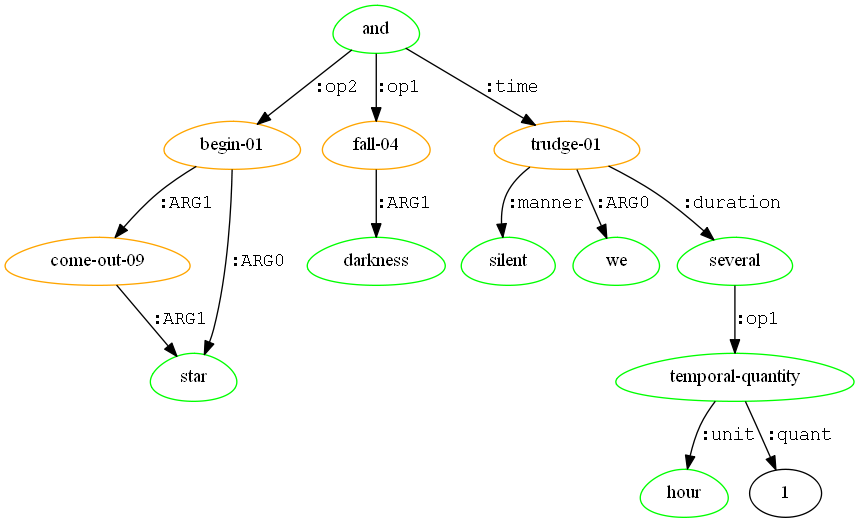 and
:op2 :op1 :time
begin-01 fall-04 trudge-01
:ARG1 :ARG0 :ARG1 :manner :ARG0 :duration
come-out-09 darkness silent we several
:ARG1 :op1
star temporal-quantity
:unit :quant
hour 1